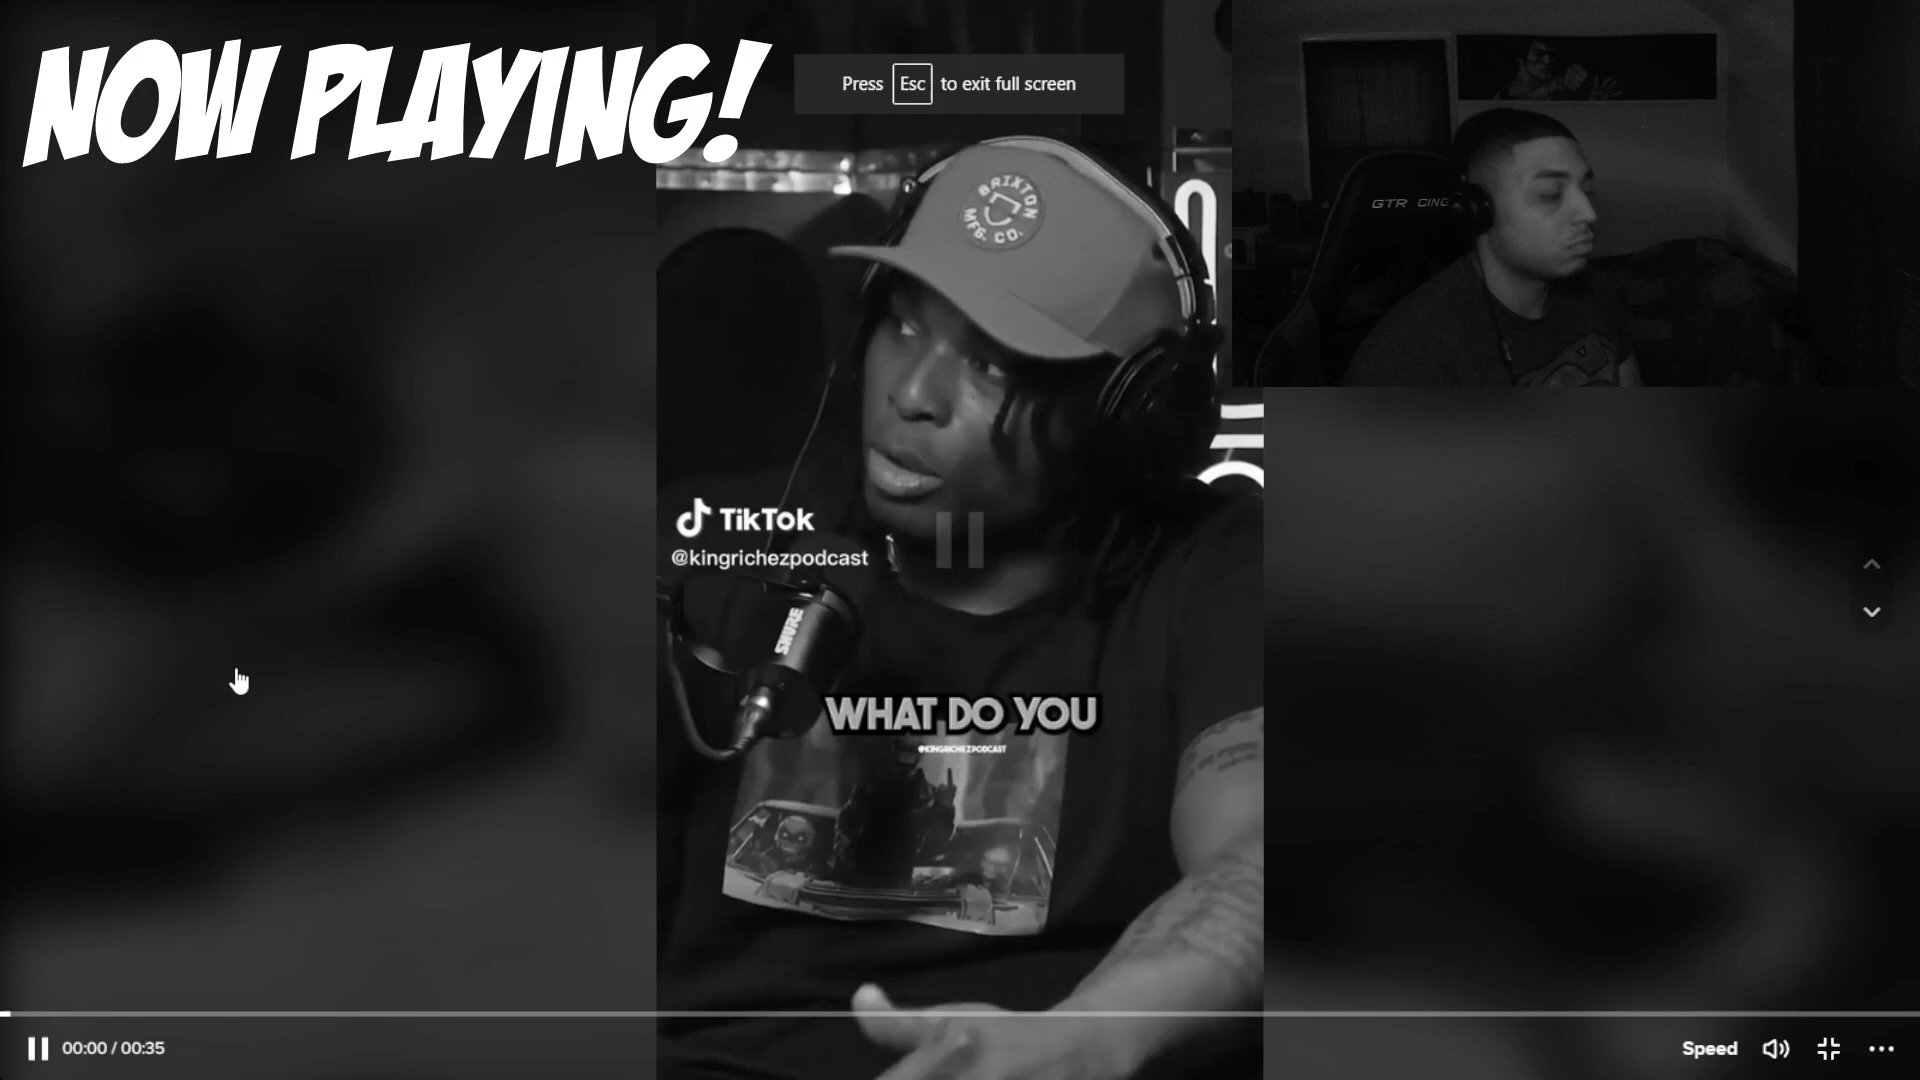 NOW PLAYING!
Press Esc to exit full screen
BRIXTON
MFG. CO.
GTR CING
TikTok
@kingrichezpodcast
SHURE
WHAT DO YOU
@KINGRICHEZPODCAST
00:00 / 00:35
Speed